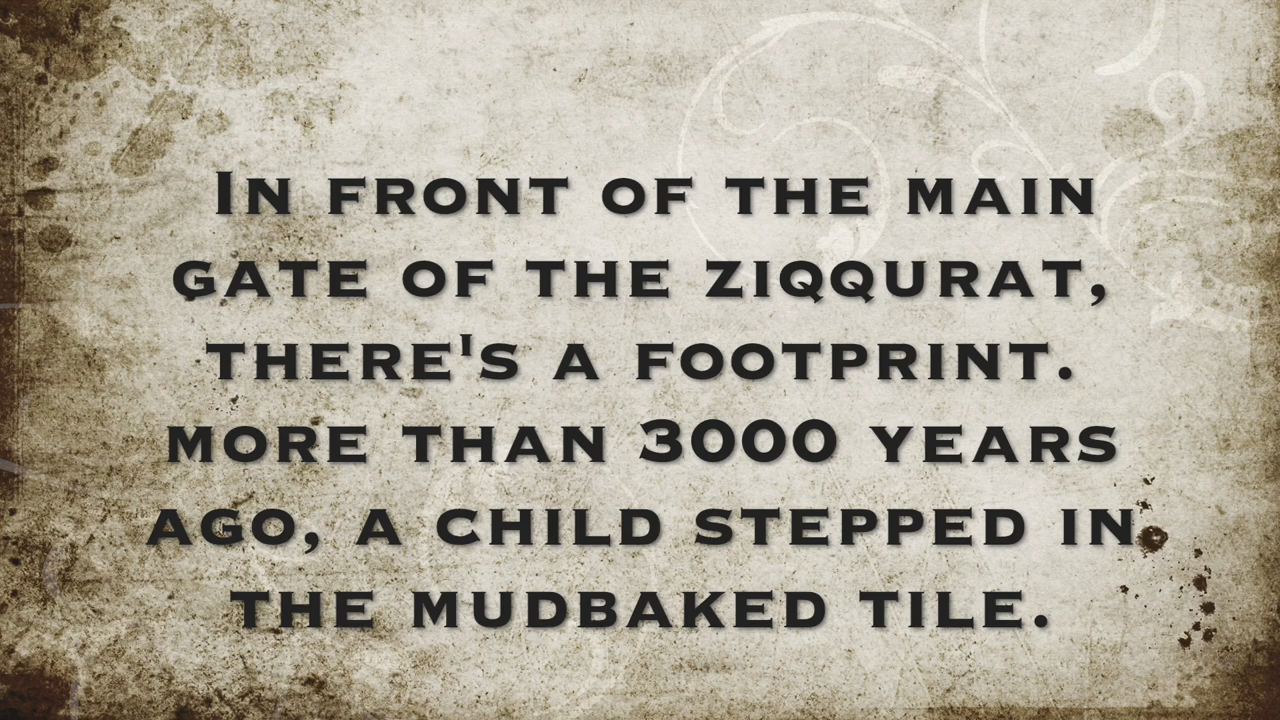 In front of the main
gate of the ziqqurat,
there's a footprint.
more than 3000 years
ago, a child stepped in
the mudbaked tile.